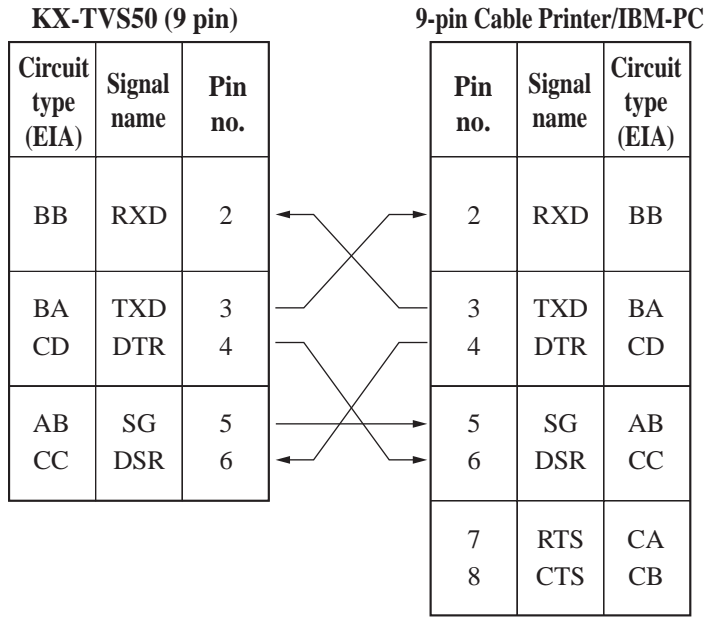 KX-TVS50 (9 pin)
Circuit type (EIA) Signal name Pin no.
BB RXD 2
BA TXD 3
CD DTR 4
AB SG 5
CC DSR 6
9-pin Cable Printer/IBM-PC
Pin no. Signal name Circuit type (EIA)
2 RXD BB
3 TXD BA
4 DTR CD
5 SG AB
6 DSR CC
7 RTS CA
8 CTS CB